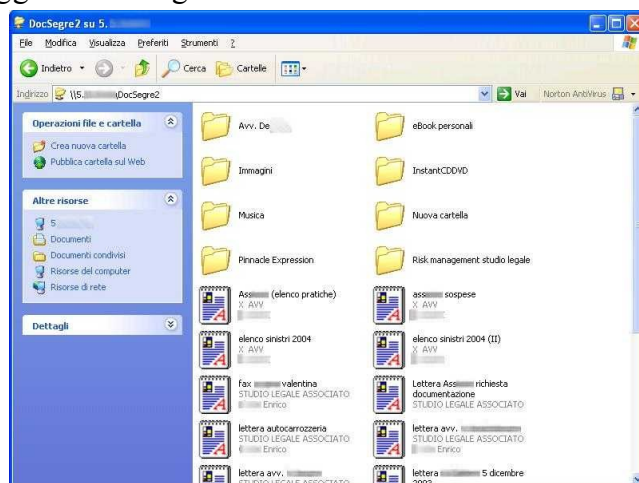 DocSegre2 su 5.
File Modifica Visualizza Preferiti Strumenti ?
Indietro Cerca Cartelle
Indirizzo \\5. \DocSegre2 Vai Norton AntiVirus
Operazioni file e cartella
Crea nuova cartella
Pubblica cartella sul Web
Altre risorse
5
Documenti
Documenti condivisi
Risorse del computer
Risorse di rete
Dettagli
Avv. De
eBook personali
Immagini
InstantCDDVD
Musica
Nuova cartella
Pinnacle Expression
Risk management studio legale
Ass (elenco pratiche)
X AVV
ass sospese
X AVV
elenco sinistri 2004
X AVV
elenco sinistri 2004 (II)
X AVV
fax valentina
STUDIO LEGALE ASSOCIATO
Enrico
Lettera Ass richiesta
documentazione
STUDIO LEGALE ASSOCIATO
lettera autocarrozzeria
STUDIO LEGALE ASSOCIATO
Enrico
lettera avv.
STUDIO LEGALE ASSOCIATO
Enrico
lettera avv.
STUDIO LEGALE ASSOCIATO
lettera 5 dicembre
2003